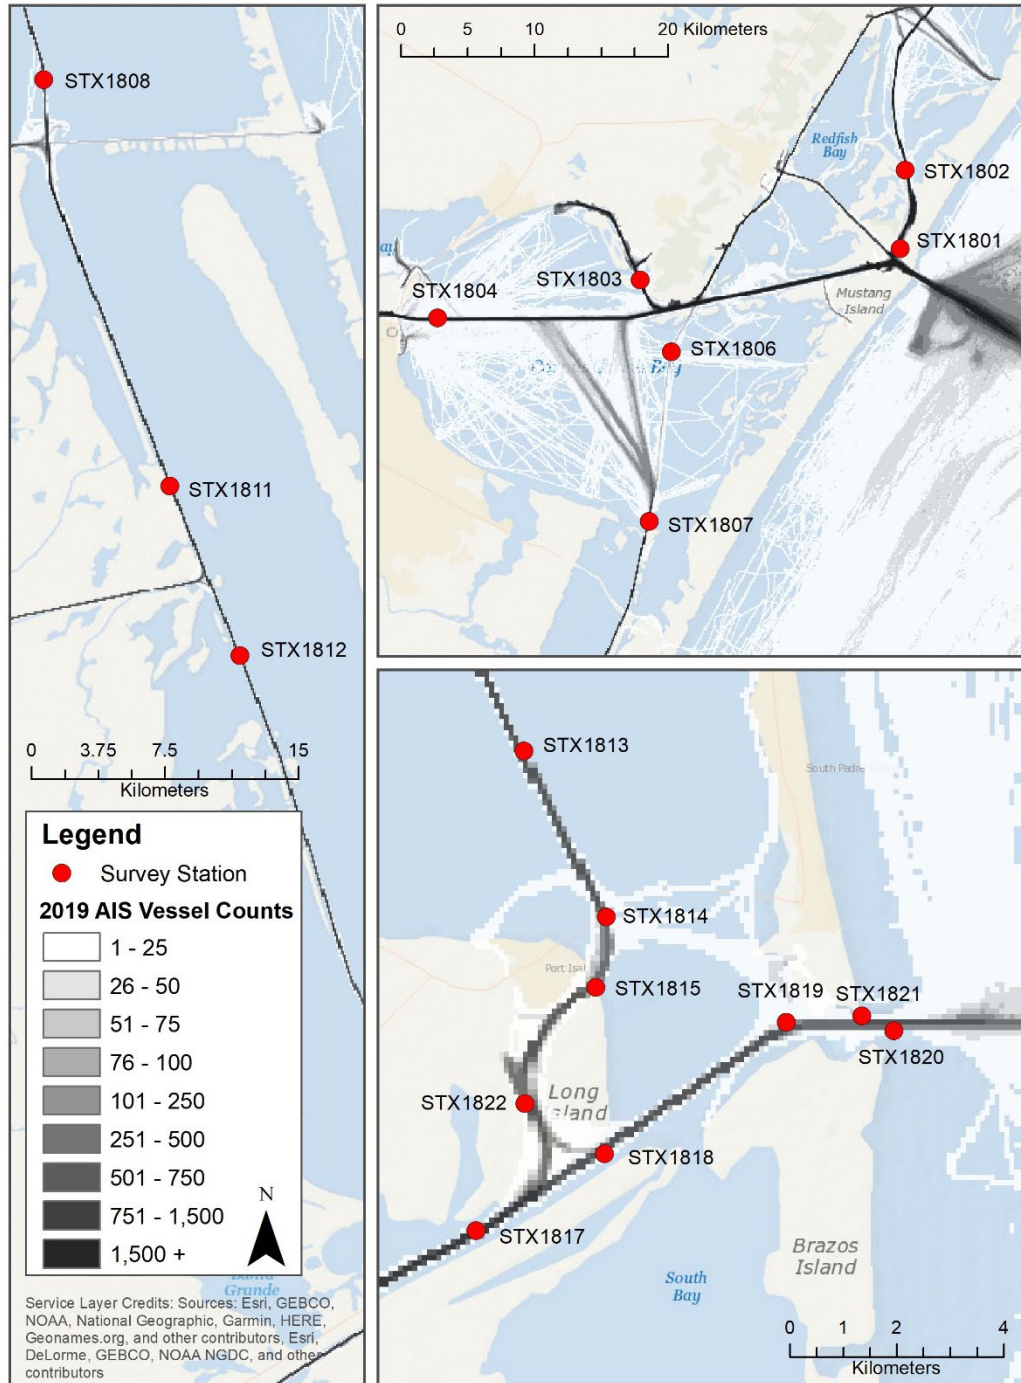 STX1808
STX1811
STX1812
0 3.75 7.5 15
Kilometers
Legend
Survey Station
2019 AIS Vessel Counts
1 - 25
26 - 50
51 - 75
76 - 100
101 - 250
251 - 500
501 - 750
751 - 1,500
1,500 +
N
Grande
Service Layer Credits: Sources: Esri, GEBCO,
NOAA, National Geographic, Garmin, HERE,
Geonames.org, and other contributors, Esri,
DeLorme, GEBCO, NOAA NGDC, and other
contributors
0 5 10 20 Kilometers
Redfish
Bay
STX1802
STX1801
STX1803
STX1804
Mustang
Island
STX1806
Bay
STX1807
STX1813
South Padre
STX1814
Port Isa
STX1815
STX1819
STX1821
STX1820
Long
Island
STX1822
STX1818
STX1817
Brazos
Island
South
Bay
0 1 2 4
Kilometers